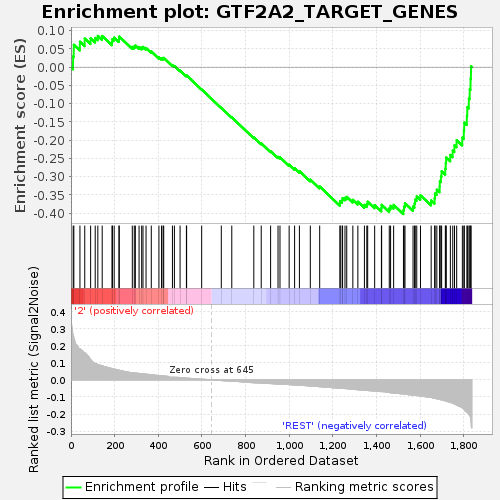 Enrichment plot: GTF2A2_TARGET_GENES
Enrichment score (ES)
0.10
0.05
0.00
-0.05
-0.10
-0.15
-0.20
-0.25
-0.30
-0.35
-0.40
Ranked list metric (Signal2Noise)
0.4
0.3
0.2
0.1
0.0
-0.1
-0.2
-0.3
'2' (positively correlated)
Zero cross at 645
'REST' (negatively correlated)
0
200
400
600
800
1,000
1,200
1,400
1,600
1,800
Rank in Ordered Dataset
Enrichment profile
Hits
Ranking metric scores